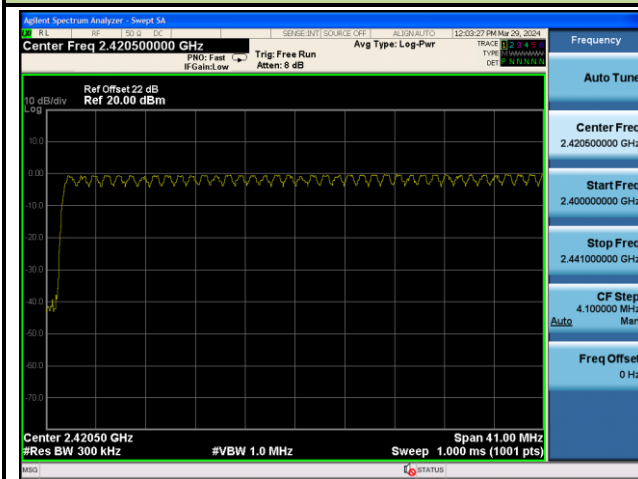 Agilent Spectrum Analyzer - Swept SA
RL RF 50 Ω DC SENSE:INT SOURCE OFF ALIGNAUTO 12:03:27 PM Mar 29, 2024
Center Freq 2.420500000 GHz
PNO: Fast
IFGain:Low
Trig: Free Run
Atten: 8 dB
Avg Type: Log-Pwr
TRACE 1 2 3 4 5 6
TYPE M
DET P N N N N N
Ref Offset 22 dB
10 dB/div Ref 20.00 dBm
Log
10.0
0.00
-10.0
-20.0
-30.0
-40.0
-50.0
-60.0
-70.0
Center 2.42050 GHz Span 41.00 MHz
#Res BW 300 kHz #VBW 1.0 MHz Sweep 1.000 ms (1001 pts)
MSG STATUS
Frequency
Auto Tune
Center Freq
2.420500000 GHz
Start Freq
2.400000000 GHz
Stop Freq
2.441000000 GHz
CF Step
4.100000 MHz
Auto Man
Freq Offset
0 Hz